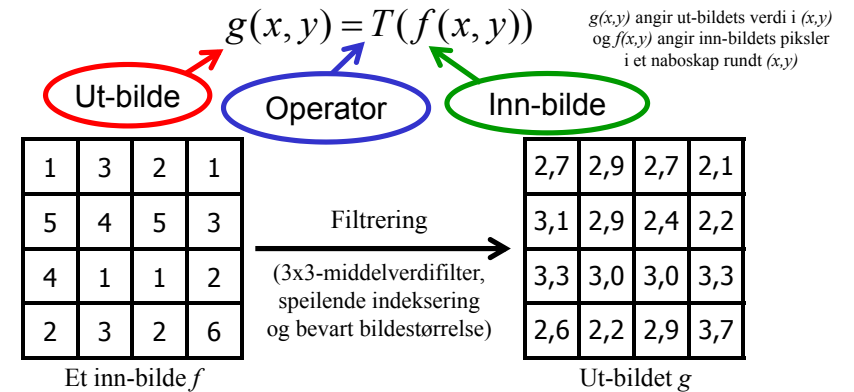 g(x, y) = T(f(x, y))
g(x,y) angir ut-bildets verdi i (x,y)
og f(x,y) angir inn-bildets piksler
i et naboskap rundt (x,y)
Ut-bilde
Operator
Inn-bilde
1 3 2 1
5 4 5 3
4 1 1 2
2 3 2 6
Et inn-bilde f
Filtrering
(3x3-middelverdifilter,
speilende indeksering
og bevart bildestørrelse)
2,7 2,9 2,7 2,1
3,1 2,9 2,4 2,2
3,3 3,0 3,0 3,3
2,6 2,2 2,9 3,7
Ut-bildet g